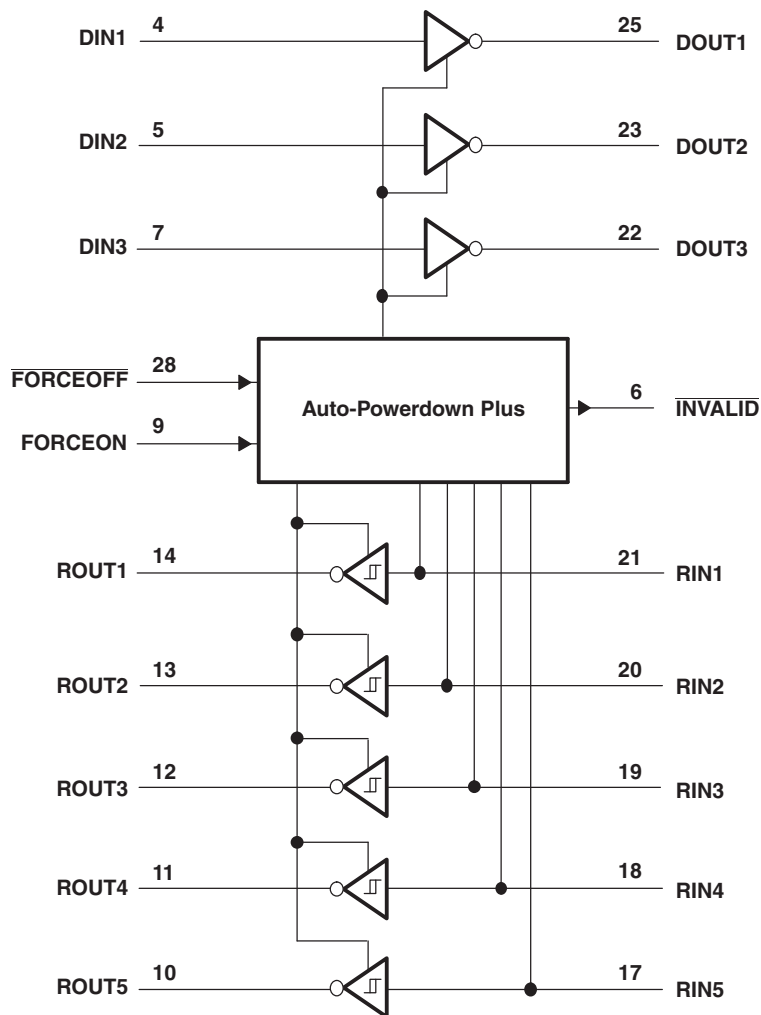 DIN1 4 25 DOUT1
DIN2 5 23 DOUT2
DIN3 7 22 DOUT3
FORCEOFF 28
Auto-Powerdown Plus
6 INVALID
FORCEON 9
ROUT1 14 21 RIN1
ROUT2 13 20 RIN2
ROUT3 12 19 RIN3
ROUT4 11 18 RIN4
ROUT5 10 17 RIN5